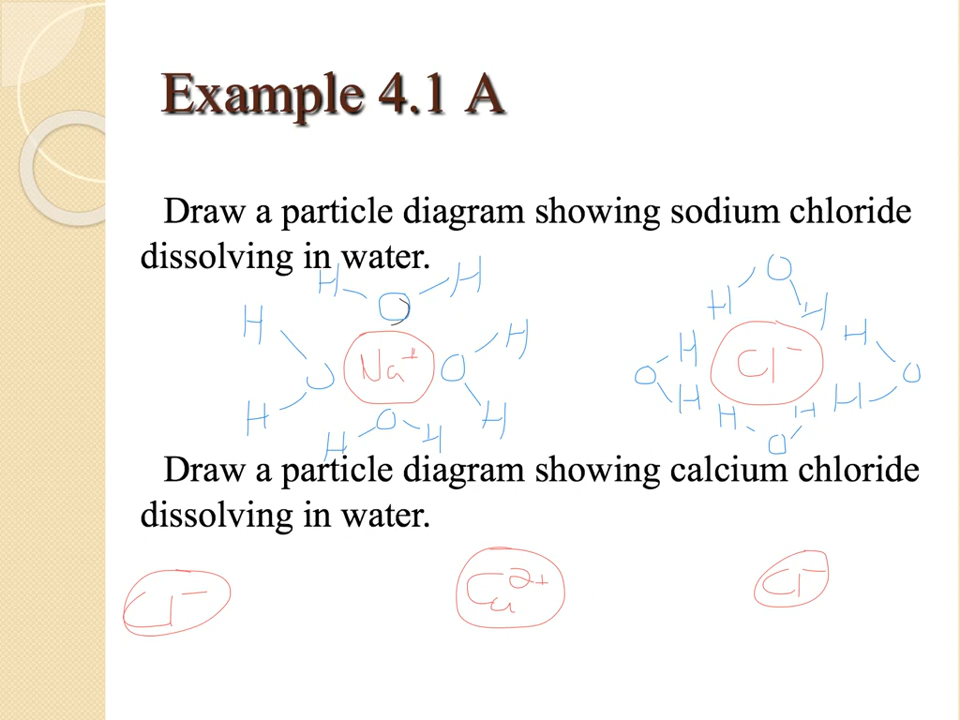 Example 4.1 A
Draw a particle diagram showing sodium chloride
dissolving in water.
H O H
H
H
Na⁺
O
O
H
H
H O H
O
H H
Cl⁻
O
H
H
H
H
O
H H
O
Draw a particle diagram showing calcium chloride
dissolving in water.
Cl⁻
Ca²⁺
Cl⁻